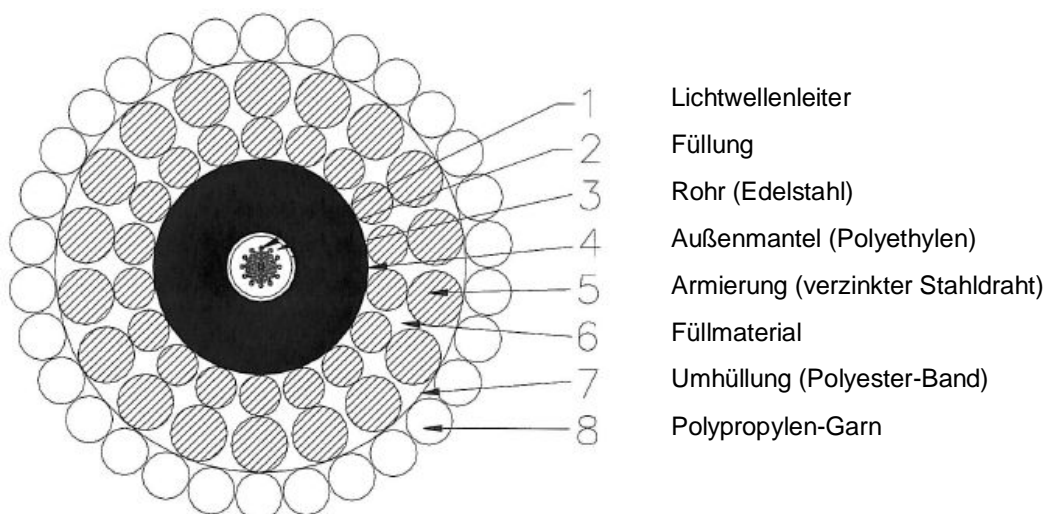 1 Lichtwellenleiter
2 Füllung
3 Rohr (Edelstahl)
4 Außenmantel (Polyethylen)
5 Armierung (verzinkter Stahldraht)
6 Füllmaterial
7 Umhüllung (Polyester-Band)
8 Polypropylen-Garn